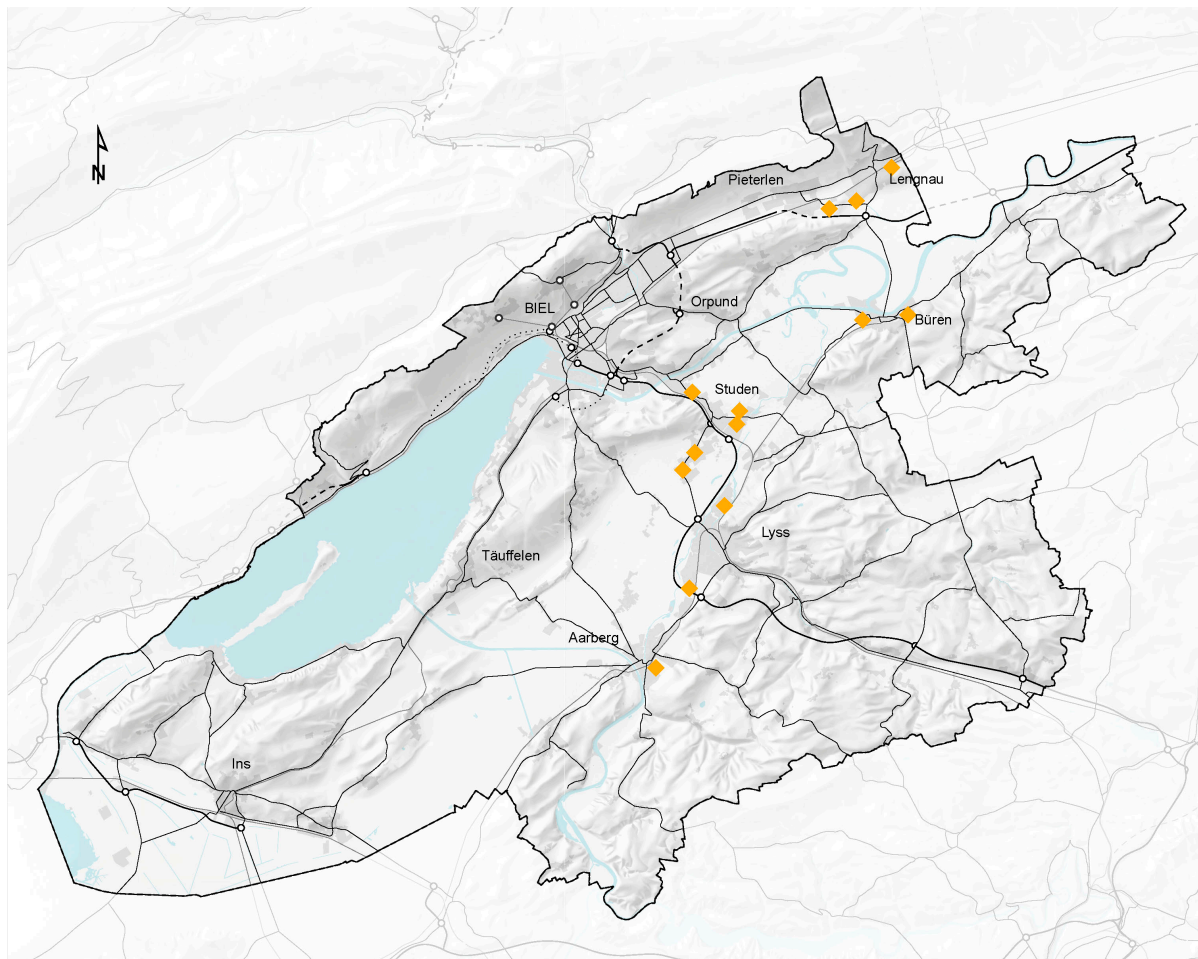 N
Pieterlen
Lengnau
BIEL
Orpund
Büren
Studen
Lyss
Täuffelen
Aarberg
Ins